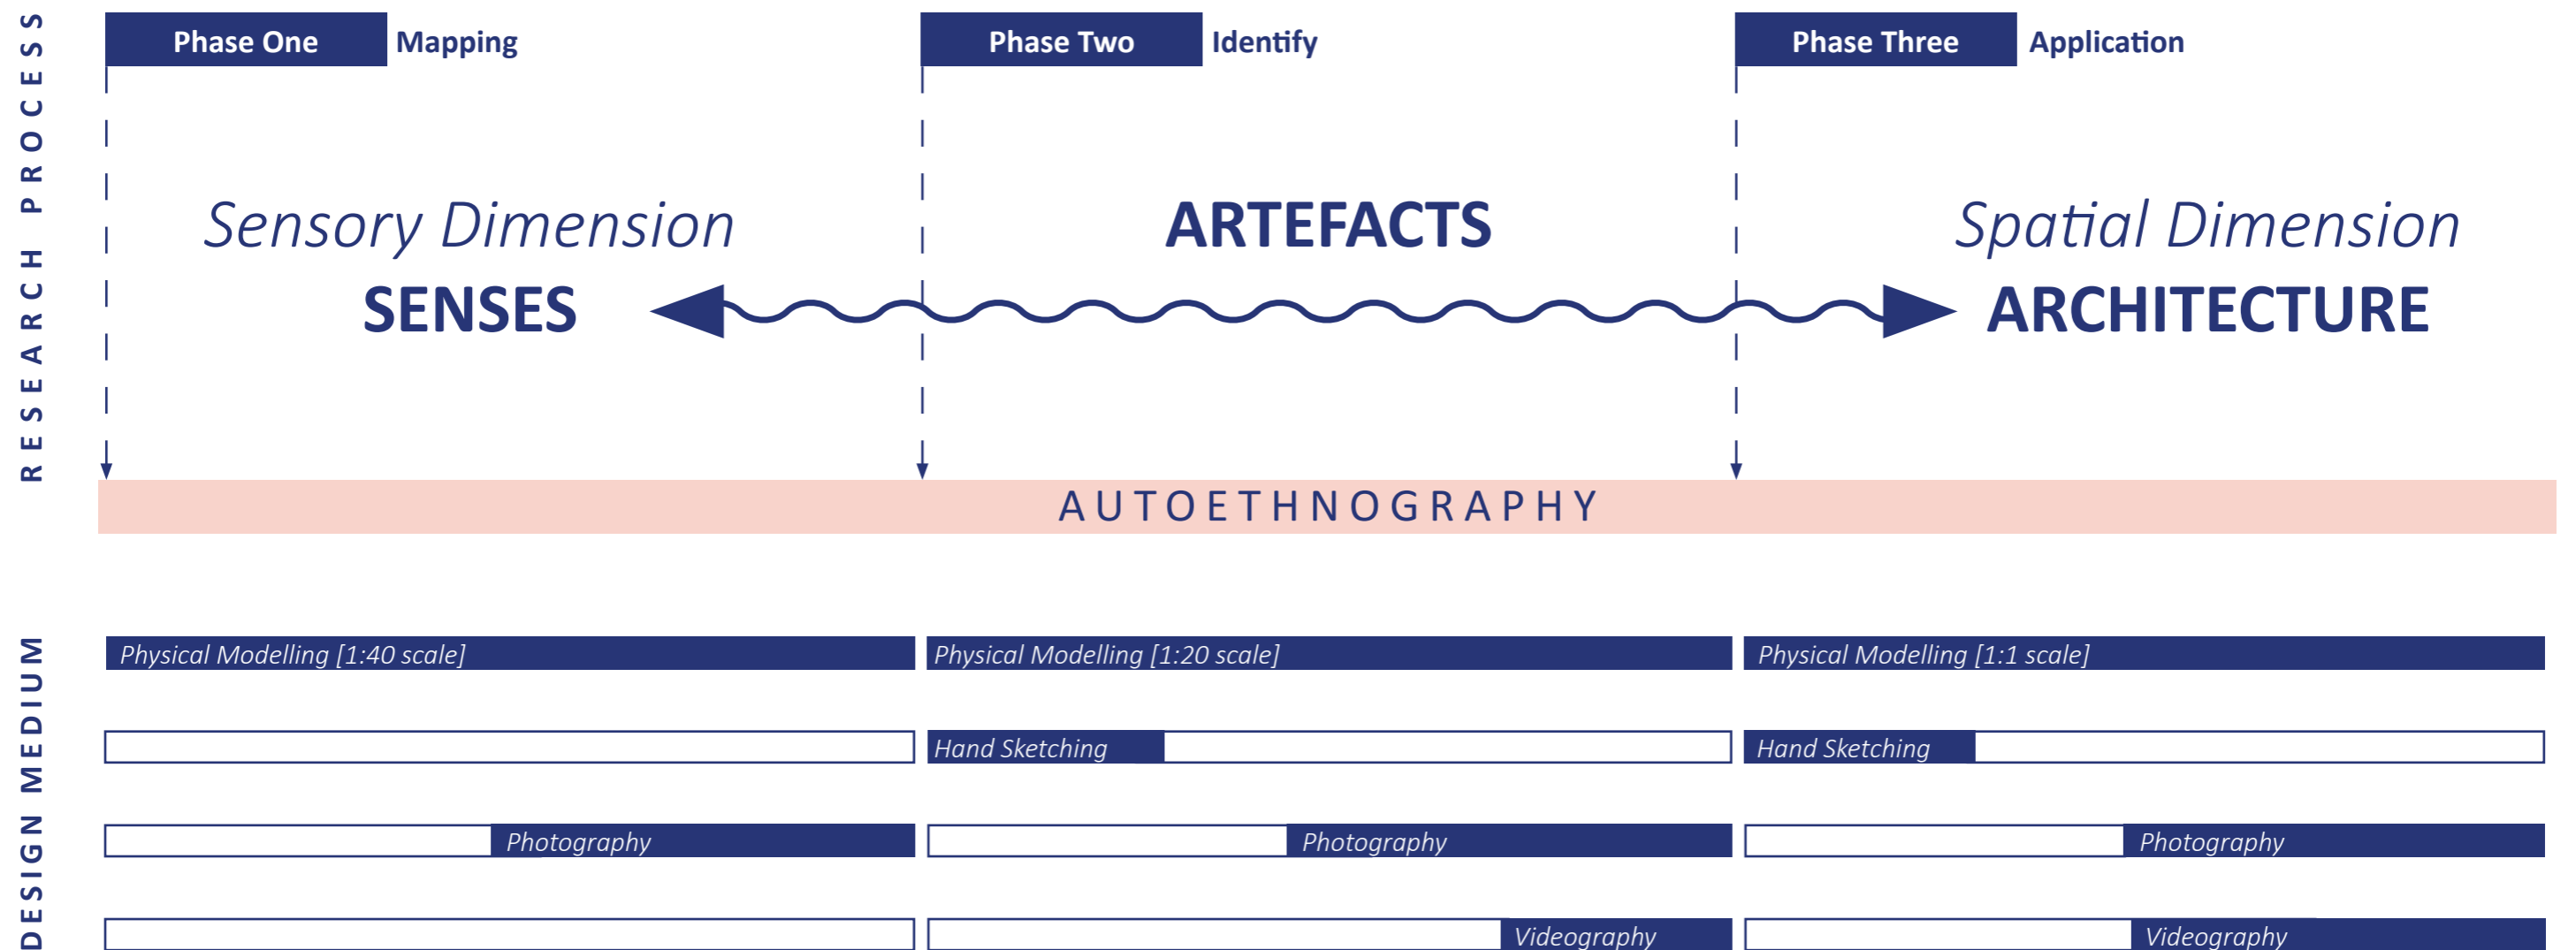 RESEARCH PROCESS
Phase One Mapping
Phase Two Identify
Phase Three Application
Sensory Dimension
SENSES
ARTEFACTS
Spatial Dimension
ARCHITECTURE
AUTOETHNOGRAPHY
DESIGN MEDIUM
Physical Modelling [1:40 scale]
Physical Modelling [1:20 scale]
Physical Modelling [1:1 scale]
Hand Sketching
Hand Sketching
Photography
Photography
Photography
Videography
Videography